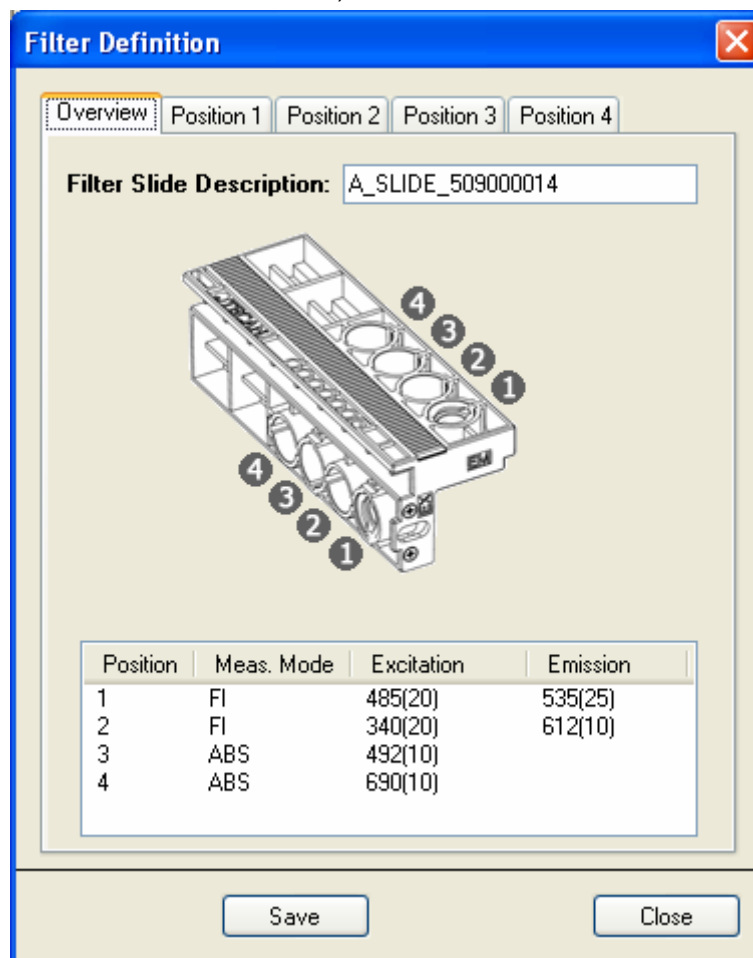 Filter Definition
Overview Position 1 Position 2 Position 3 Position 4
Filter Slide Description: A_SLIDE_509000014
TECAN
4
3
2
1
EM
4
3
2
1
Position Meas. Mode Excitation Emission
1 FI 485(20) 535(25)
2 FI 340(20) 612(10)
3 ABS 492(10)
4 ABS 690(10)
Save Close